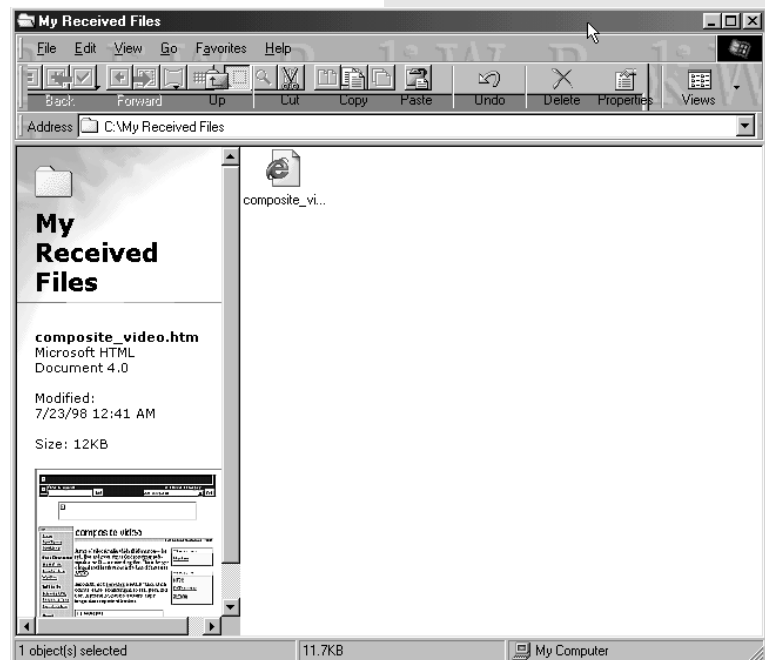 My Received Files
File Edit View Go Favorites Help
Back Forward Up Cut Copy Paste Undo Delete Properties Views
Address C:\My Received Files
composite_vi...
My
Received
Files
composite_video.htm
Microsoft HTML
Document 4.0
Modified:
7/23/98 12:41 AM
Size: 12KB
composite video
1 object(s) selected 11.7KB My Computer